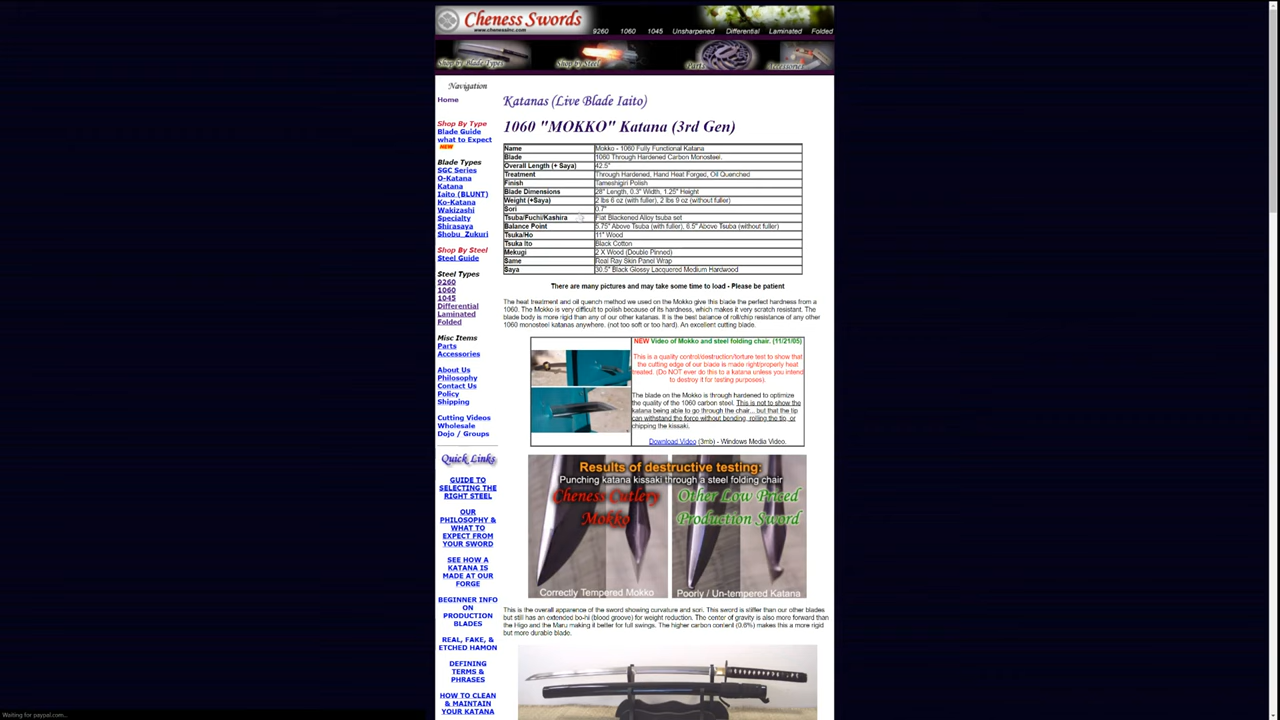 Cheness Swords
www.chenessinc.com
9260 1060 1045 Unsharpened Differential Laminated Folded
Shop by Blade Types Shop by Steel Parts Accessories
Navigation
Home
Shop By Type
Blade Guide
what to Expect
NEW
Blade Types
SGC Series
O-Katana
Katana
Iaito (BLUNT)
Ko-Katana
Wakizashi
Specialty
Shirasaya
Shobu_Zukuri
Shop By Steel
Steel Guide
Steel Types
9260
1060
1045
Differential
Laminated
Folded
Misc Items
Parts
Accessories
About Us
Philosophy
Contact Us
Policy
Shipping
Cutting Videos
Wholesale
Dojo / Groups
Quick Links
GUIDE TO
SELECTING THE
RIGHT STEEL
OUR
PHILOSOPHY &
WHAT TO
EXPECT FROM
YOUR SWORD
SEE HOW A
KATANA IS
MADE AT OUR
FORGE
BEGINNER INFO
ON
PRODUCTION
BLADES
REAL, FAKE, &
ETCHED HAMON
DEFINING
TERMS &
PHRASES
HOW TO CLEAN
& MAINTAIN
YOUR KATANA
Katanas (Live Blade Iaito)
1060 "MOKKO" Katana (3rd Gen)
Name Mokko - 1060 Fully Functional Katana
Blade 1060 Through Hardened Carbon Monosteel.
Overall Length (+ Saya) 42.5"
Treatment Through Hardened, Hand Heat Forged, Oil Quenched
Finish Tameshigiri Polish
Blade Dimensions 28" Length, 0.3" Width, 1.25" Height
Weight (+Saya) 2 lbs 6 oz (with fuller), 2 lbs 9 oz (without fuller)
Sori 0.7"
Tsuba/Fuchi/Kashira Flat Blackened Alloy tsuba set
Balance Point 5.75" Above Tsuba (with fuller), 6.5" Above Tsuba (without fuller)
Tsuka/Ho 11" Wood
Tsuka Ito Black Cotton
Mekugi 2 X Wood (Double Pinned)
Same Real Ray Skin Panel Wrap
Saya 30.5" Black Glossy Lacquered Medium Hardwood
There are many pictures and may take some time to load - Please be patient
The heat treatment and oil quench method we used on the Mokko give this blade the perfect hardness from a
1060. The Mokko is very difficult to polish because of its hardness, which makes it very scratch resistant. The
blade body is more rigid than any of our other katanas. It is the best balance of roll/chip resistance of any other
1060 monosteel katanas anywhere. (not too soft or too hard). An excellent cutting blade.
NEW Video of Mokko and steel folding chair. (11/21/05)
This is a quality control/destruction/torture test to show that
the cutting edge of our blade is made right/properly heat
treated. (Do NOT ever do this to a katana unless you intend
to destroy it for testing purposes).
The blade on the Mokko is through hardened to optimize
the quality of the 1060 carbon steel. This is not to show the
katana being able to go through the chair... but that the tip
can withstand the force without bending, rolling the tip, or
chipping the kissaki.
Download Video (3mb) - Windows Media Video.
Results of destructive testing:
Punching katana kissaki through a steel folding chair
Cheness Cutlery
Mokko
Other Low Priced
Production Sword
Correctly Tempered Mokko
Poorly / Un-tempered Katana
This is the overall apparence of the sword showing curvature and sori. This sword is stiffer than our other blades
but still has an extended bo-hi (blood groove) for weight reduction. The center of gravity is also more forward than
the Higo and the Maru making it better for full swings. The higher carbon content (0.6%) makes this a more rigid
but more durable blade.
Waiting for paypal.com...